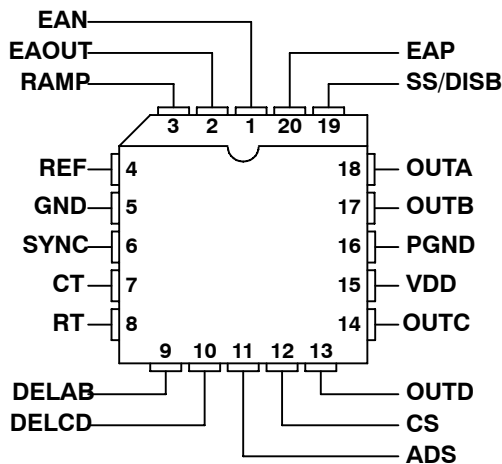 EAN
EAOUT
EAP
RAMP
SS/DISB
3 2 1 20 19
REF 4 18 OUTA
GND 5 17 OUTB
SYNC 6 16 PGND
CT 7 15 VDD
RT 8 14 OUTC
9 10 11 12 13
DELAB OUTD
DELCD CS
ADS